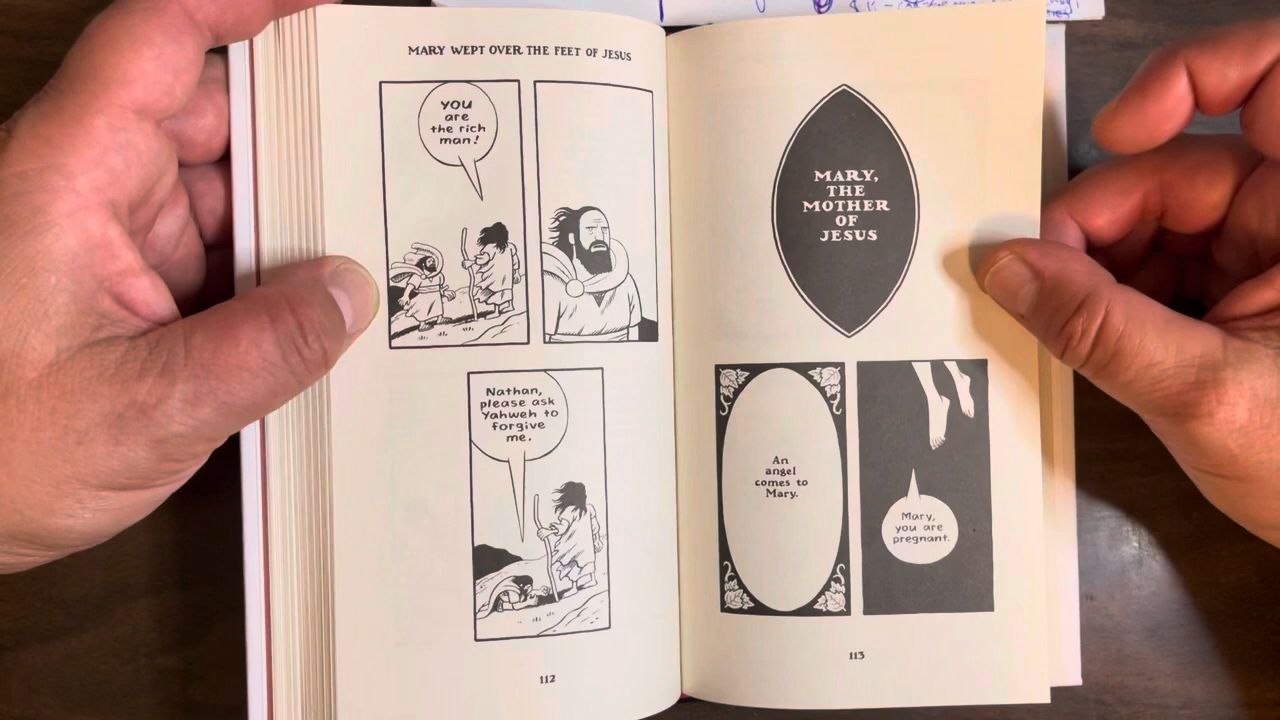 MARY WEPT OVER THE FEET OF JESUS
you
are
the rich
man!
Nathan,
please ask
Yahweh to
forgive
me.
112
MARY,
THE
MOTHER
OF
JESUS
An
angel
comes to
Mary.
Mary,
you are
pregnant.
113